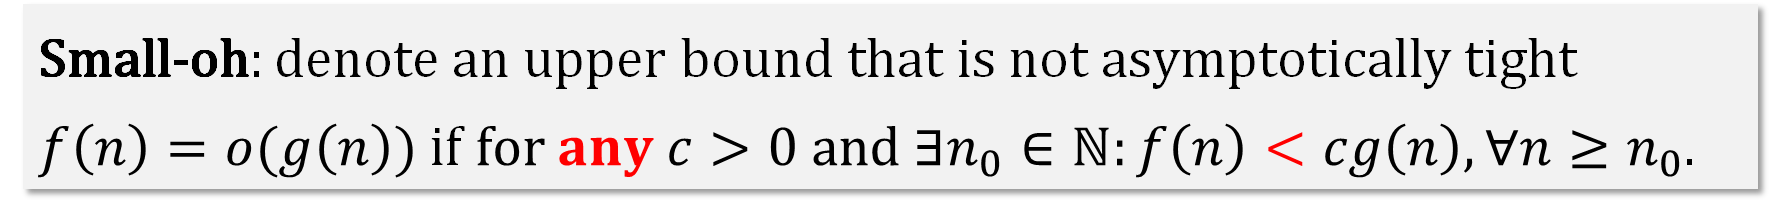 Small-oh: denote an upper bound that is not asymptotically tight
f(n) = o(g(n)) if for any c > 0 and ∃n₀ ∈ ℕ: f(n) < cg(n), ∀n ≥ n₀.